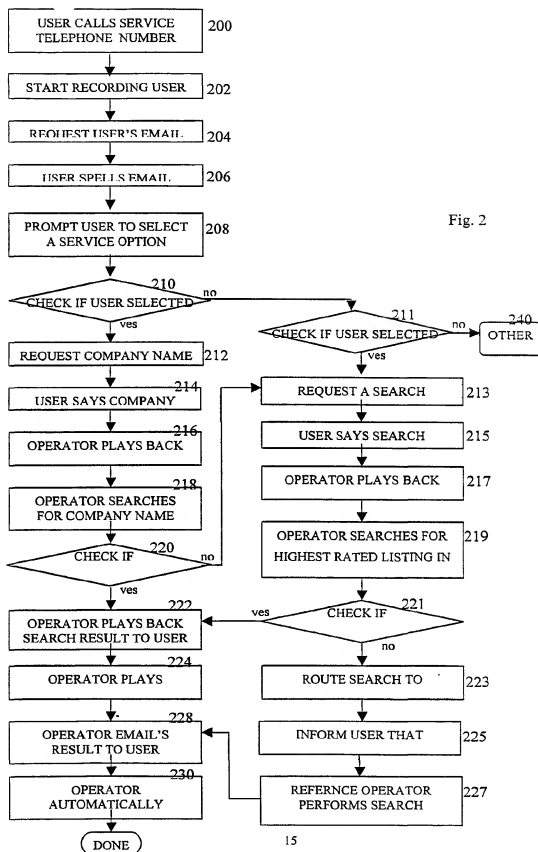 USER CALLS SERVICE
TELEPHONE NUMBER
200
START RECORDING USER
202
REQUEST USER'S EMAIL
204
USER SPELLS EMAIL
206
PROMPT USER TO SELECT
A SERVICE OPTION
208
Fig. 2
210
CHECK IF USER SELECTED
no
yes
211
CHECK IF USER SELECTED
no
yes
240
OTHER
REQUEST COMPANY NAME
212
214
USER SAYS COMPANY
216
OPERATOR PLAYS BACK
218
OPERATOR SEARCHES
FOR COMPANY NAME
220
CHECK IF
no
yes
REQUEST A SEARCH
213
USER SAYS SEARCH
215
OPERATOR PLAYS BACK
217
OPERATOR SEARCHES FOR
HIGHEST RATED LISTING IN
219
221
CHECK IF
yes
no
222
OPERATOR PLAYS BACK
SEARCH RESULT TO USER
224
OPERATOR PLAYS
228
OPERATOR EMAIL'S
RESULT TO USER
230
OPERATOR
AUTOMATICALLY
DONE
ROUTE SEARCH TO
223
INFORM USER THAT
225
REFERNCE OPERATOR
PERFORMS SEARCH
227
15